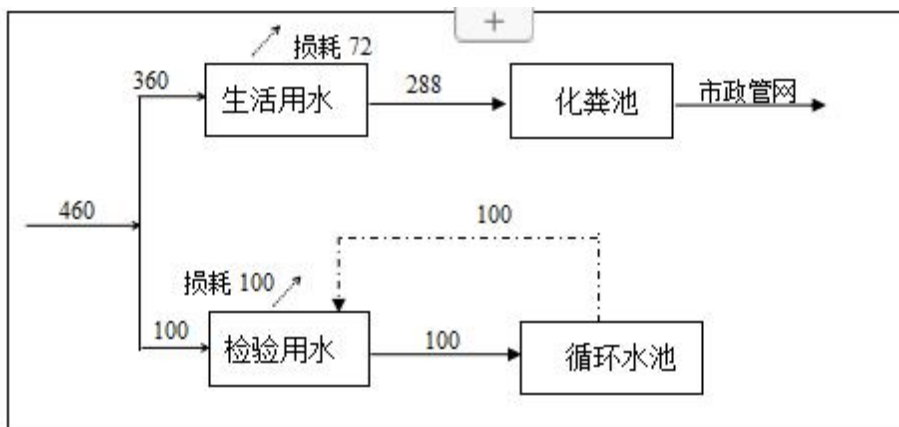 +
损耗 72
360
生活用水
288
化粪池
市政管网
460
100
损耗 100
100
检验用水
100
循环水池